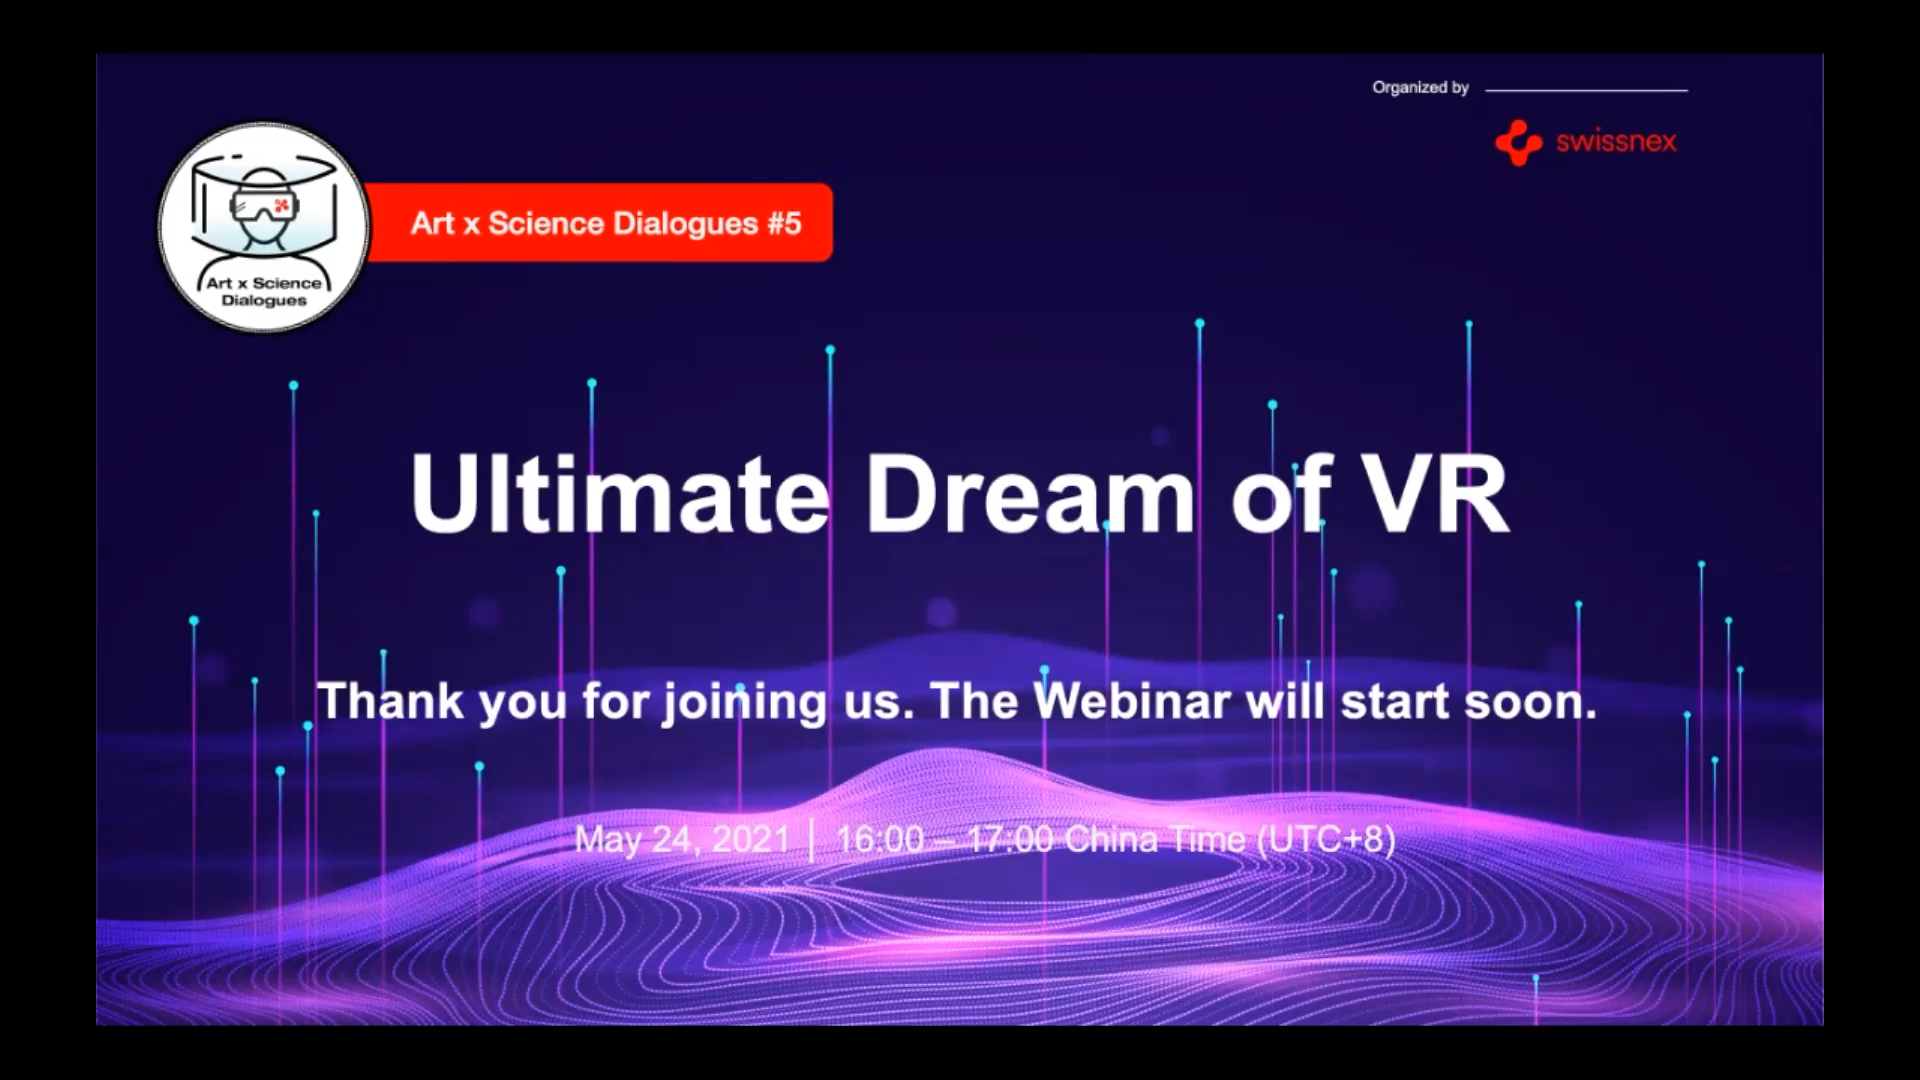 Organized by
swissnex
Art x Science Dialogues #5
Art x Science
Dialogues
Ultimate Dream of VR
Thank you for joining us. The Webinar will start soon.
May 24, 2021 | 16:00 – 17:00 China Time (UTC+8)